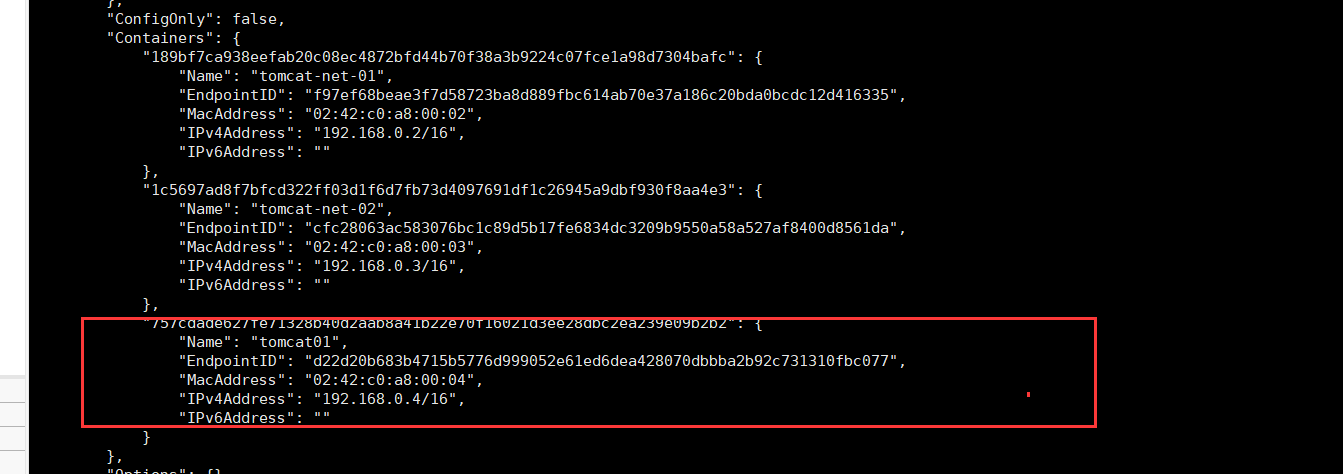 },
"ConfigOnly": false,
"Containers": {
"189bf7ca938eefab20c08ec4872bfd44b70f38a3b9224c07fce1a98d7304bafc": {
"Name": "tomcat-net-01",
"EndpointID": "f97ef68beae3f7d58723ba8d889fbc614ab70e37a186c20bda0bcdc12d416335",
"MacAddress": "02:42:c0:a8:00:02",
"IPv4Address": "192.168.0.2/16",
"IPv6Address": ""
},
"1c5697ad8f7bfcd322ff03d1f6d7fb73d4097691df1c26945a9dbf930f8aa4e3": {
"Name": "tomcat-net-02",
"EndpointID": "cfc28063ac583076bc1c89d5b17fe6834dc3209b9550a58a527af8400d8561da",
"MacAddress": "02:42:c0:a8:00:03",
"IPv4Address": "192.168.0.3/16",
"IPv6Address": ""
},
"757cdade627fe71328b40d2aab8a41b22e70f16021d3ee28dbc2ea239e09b2b2": {
"Name": "tomcat01",
"EndpointID": "d22d20b683b4715b5776d999052e61ed6dea428070dbbba2b92c731310fbc077",
"MacAddress": "02:42:c0:a8:00:04",
"IPv4Address": "192.168.0.4/16",
"IPv6Address": ""
}
},
"Options": {}